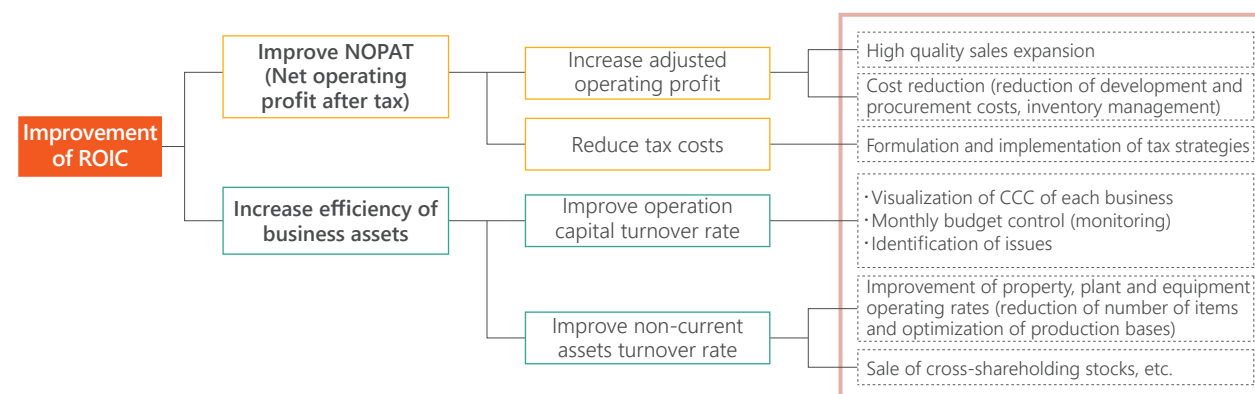 Improvement
of ROIC
Improve NOPAT
(Net operating
profit after tax)
Increase adjusted
operating profit
High quality sales expansion
Cost reduction (reduction of development and
procurement costs, inventory management)
Reduce tax costs
Formulation and implementation of tax strategies
Increase efficiency of
business assets
Improve operation
capital turnover rate
・Visualization of CCC of each business
・Monthly budget control (monitoring)
・Identification of issues
Improve non-current
assets turnover rate
Improvement of property, plant and equipment
operating rates (reduction of number of items
and optimization of production bases)
Sale of cross-shareholding stocks, etc.